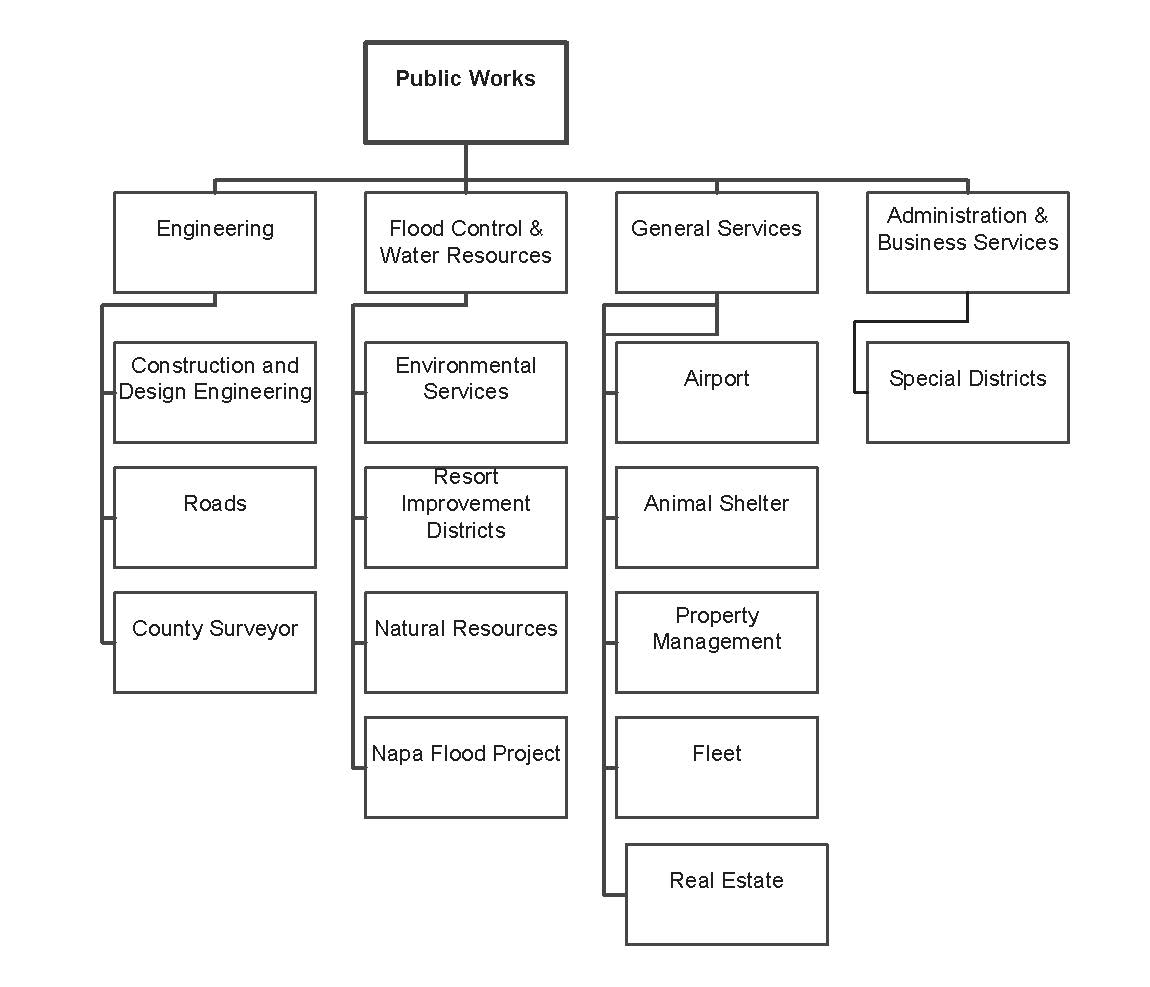 Public Works
Engineering
Flood Control &
Water Resources
General Services
Administration &
Business Services
Construction and
Design Engineering
Environmental
Services
Airport
Special Districts
Roads
Resort
Improvement
Districts
Animal Shelter
County Surveyor
Natural Resources
Property
Management
Napa Flood Project
Fleet
Real Estate